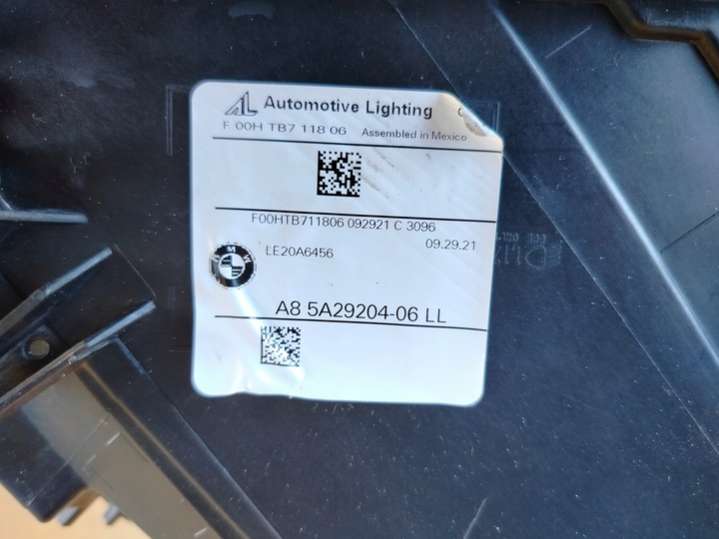 AL Automotive Lighting
F 00H TB7 118 06 Assembled in Mexico
F00HTB711806 092921 C 3096
09.29.21
LE20A6456
BMW
A8 5A29204-06 LL